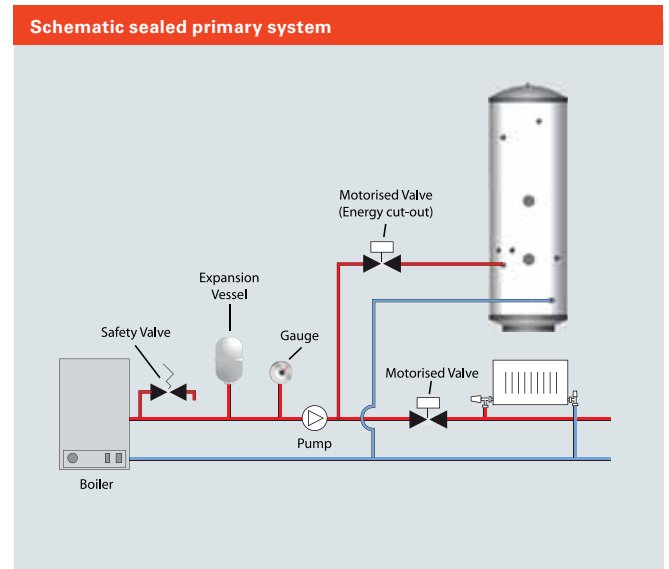 Schematic sealed primary system
Motorised Valve
(Energy cut-out)
Expansion
Vessel
Safety Valve
Gauge
Motorised Valve
Pump
Boiler